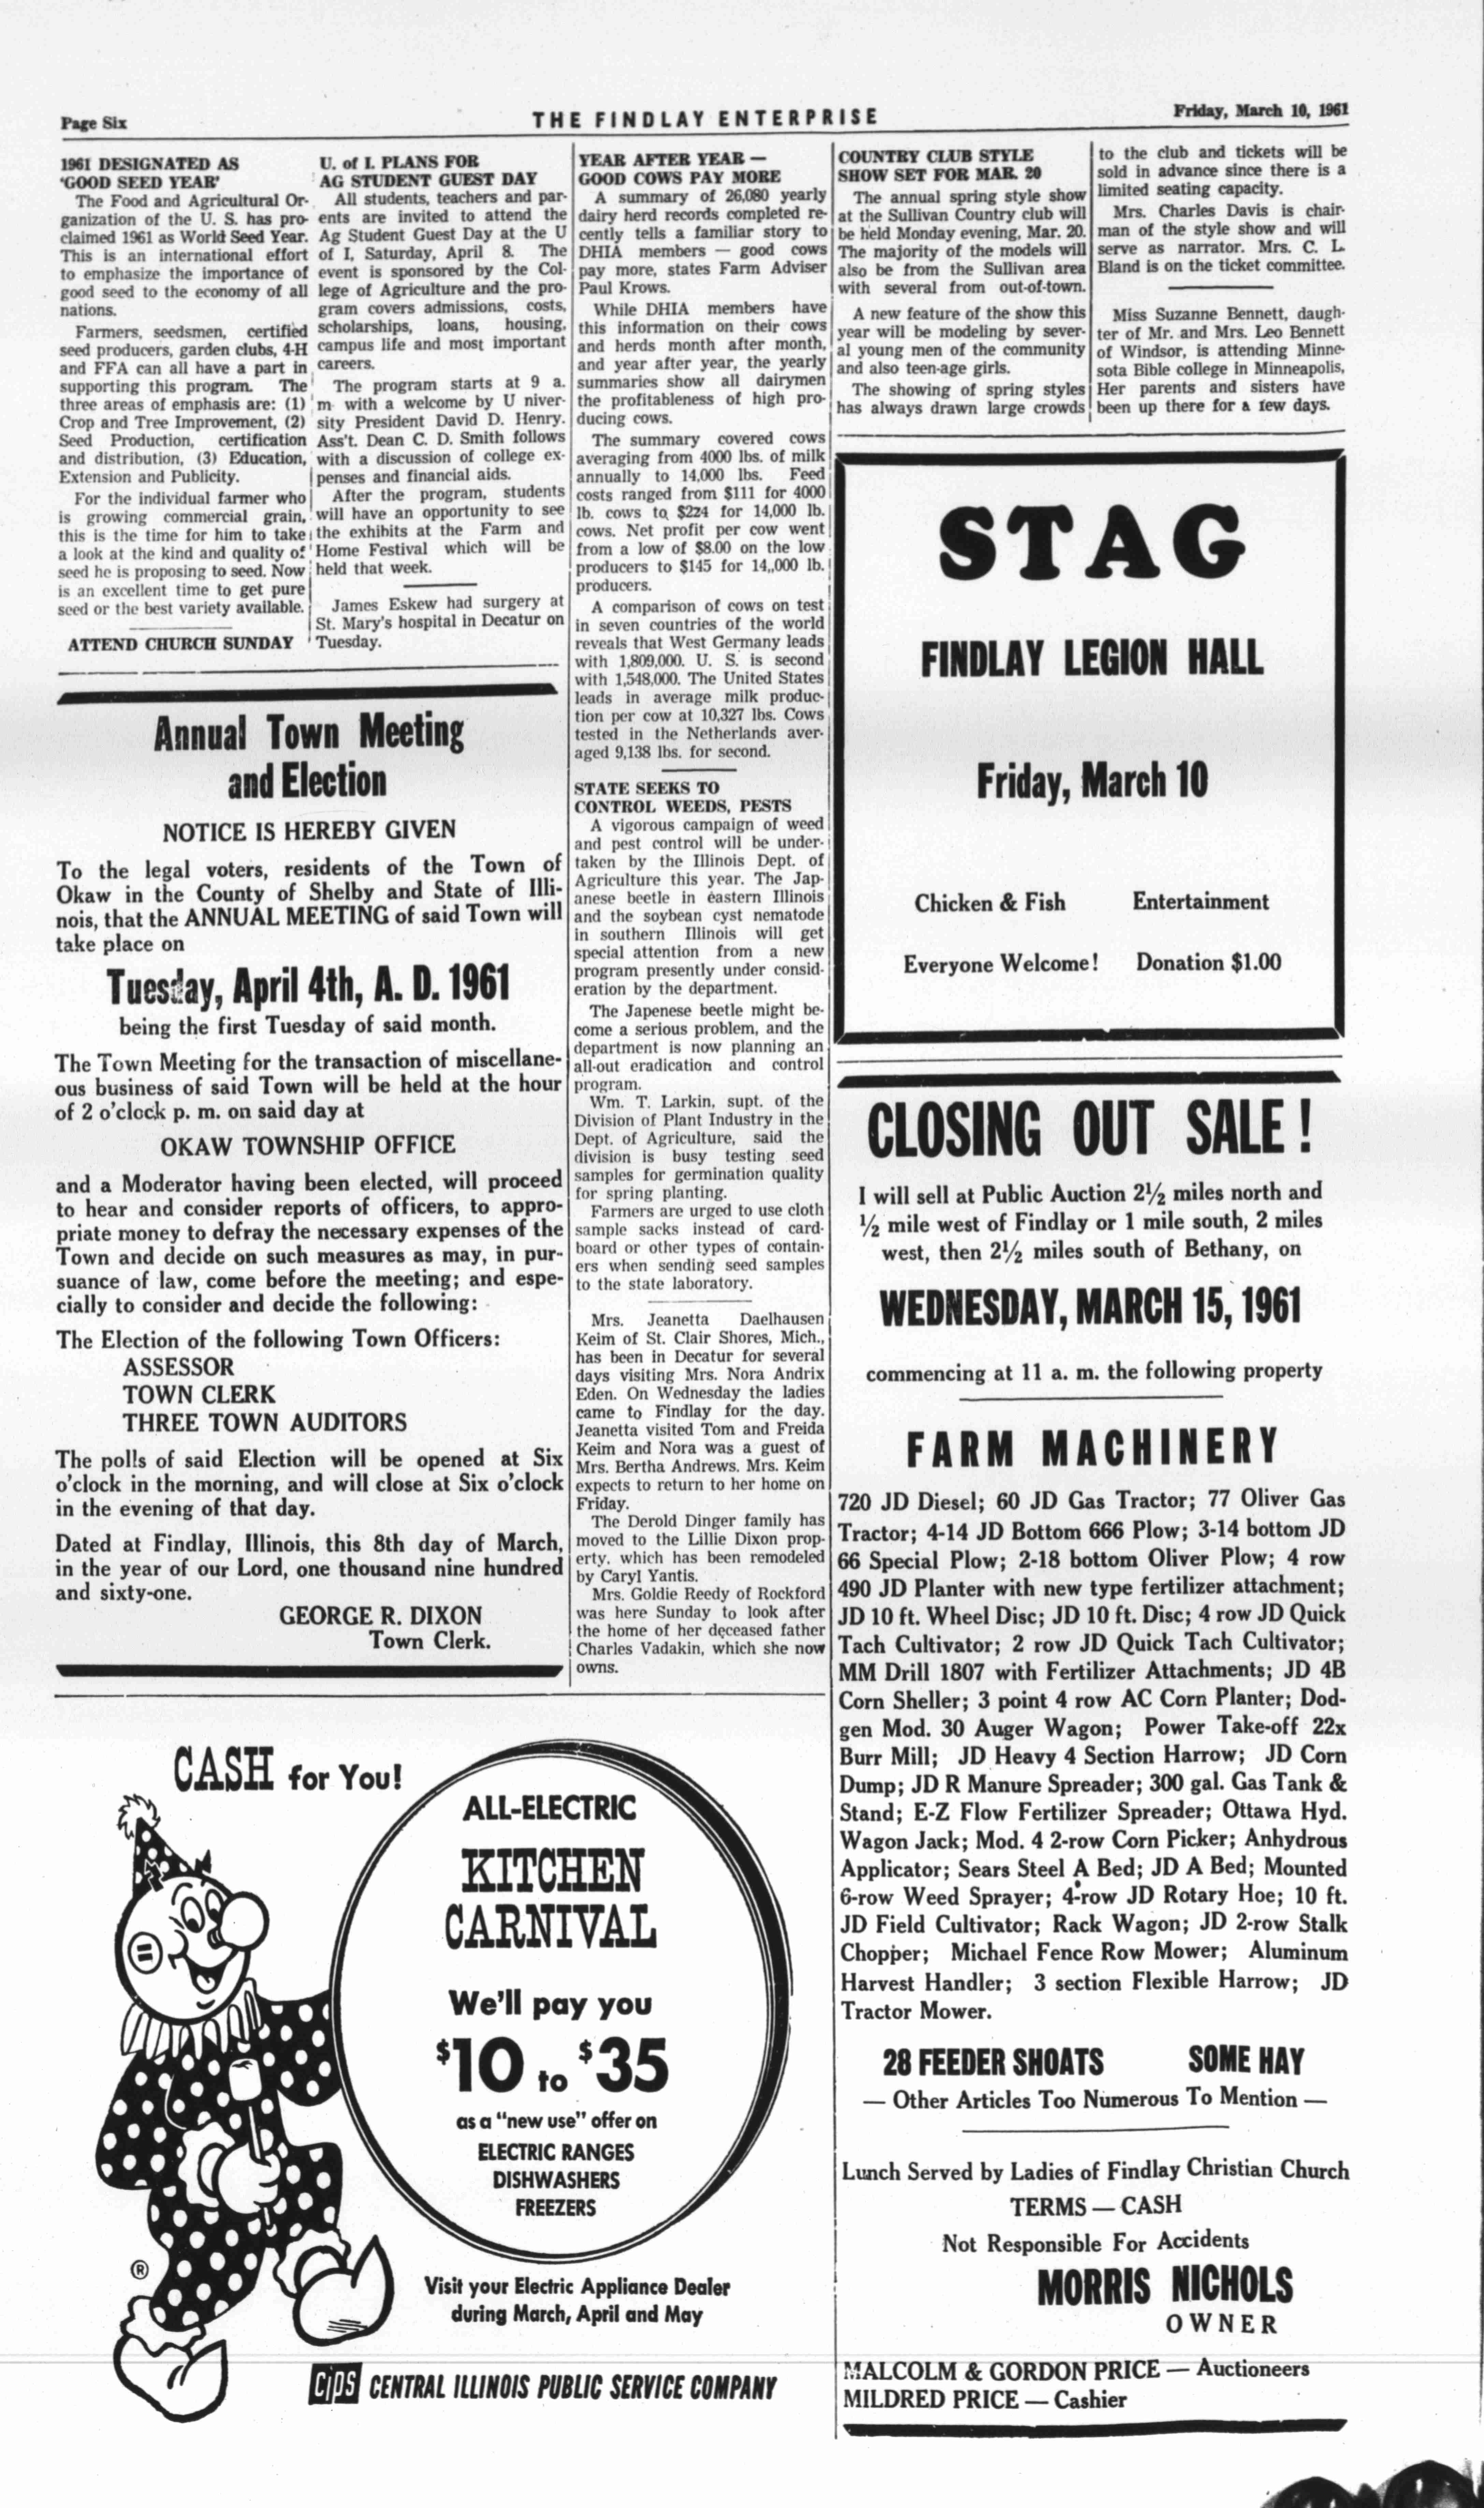 Page Six
THE FINDLAY ENTERPRISE
Friday, March 10, 1961
1961 DESIGNATED AS
'GOOD SEED YEAR'
The Food and Agricultural Or-
ganization of the U. S. has pro-
claimed 1961 as World Seed Year.
This is an international effort
to emphasize the importance of
good seed to the economy of all
nations.
Farmers, seedsmen, certified
seed producers, garden clubs, 4-H
and FFA can all have a part in
supporting this program. The
three areas of emphasis are: (1)
Crop and Tree Improvement, (2)
Seed Production, certification
and distribution, (3) Education,
Extension and Publicity.
For the individual farmer who
is growing commercial grain,
this is the time for him to take
a look at the kind and quality of
seed he is proposing to seed. Now
is an excellent time to get pure
seed or the best variety available.
ATTEND CHURCH SUNDAY
U. of I. PLANS FOR
AG STUDENT GUEST DAY
All students, teachers and par-
ents are invited to attend the
Ag Student Guest Day at the U
of I, Saturday, April 8. The
event is sponsored by the Col-
lege of Agriculture and the pro-
gram covers admissions, costs,
scholarships, loans, housing,
campus life and most important
careers.
The program starts at 9 a.
m. with a welcome by U niver-
sity President David D. Henry.
Ass't. Dean C. D. Smith follows
with a discussion of college ex-
penses and financial aids.
After the program, students
will have an opportunity to see
the exhibits at the Farm and
Home Festival which will be
held that week.
James Eskew had surgery at
St. Mary's hospital in Decatur on
Tuesday.
Annual Town Meeting
and Election
NOTICE IS HEREBY GIVEN
To the legal voters, residents of the Town of
Okaw in the County of Shelby and State of Illi-
nois, that the ANNUAL MEETING of said Town will
take place on
Tuesday, April 4th, A. D. 1961
being the first Tuesday of said month.
The Town Meeting for the transaction of miscellane-
ous business of said Town will be held at the hour
of 2 o'clock p. m. on said day at
OKAW TOWNSHIP OFFICE
and a Moderator having been elected, will proceed
to hear and consider reports of officers, to appro-
priate money to defray the necessary expenses of the
Town and decide on such measures as may, in pur-
suance of law, come before the meeting; and espe-
cially to consider and decide the following:
The Election of the following Town Officers:
ASSESSOR
TOWN CLERK
THREE TOWN AUDITORS
The polls of said Election will be opened at Six
o'clock in the morning, and will close at Six o'clock
in the evening of that day.
Dated at Findlay, Illinois, this 8th day of March,
in the year of our Lord, one thousand nine hundred
and sixty-one.
GEORGE R. DIXON
Town Clerk.
YEAR AFTER YEAR —
GOOD COWS PAY MORE
A summary of 26,080 yearly
dairy herd records completed re-
cently tells a familiar story to
DHIA members — good cows
pay more, states Farm Adviser
Paul Krows.
While DHIA members have
this information on their cows
and herds month after month,
and year after year, the yearly
summaries show all dairymen
the profitableness of high pro-
ducing cows.
The summary covered cows
averaging from 4000 lbs. of milk
annually to 14,000 lbs. Feed
costs ranged from $111 for 4000
lb. cows to $224 for 14,000 lb.
cows. Net profit per cow went
from a low of $8.00 on the low
producers to $145 for 14,,000 lb.
producers.
A comparison of cows on test
in seven countries of the world
reveals that West Germany leads
with 1,809,000. U. S. is second
with 1,548,000. The United States
leads in average milk produc-
tion per cow at 10,327 lbs. Cows
tested in the Netherlands aver-
aged 9,138 lbs. for second.
STATE SEEKS TO
CONTROL WEEDS, PESTS
A vigorous campaign of weed
and pest control will be under-
taken by the Illinois Dept. of
Agriculture this year. The Jap-
anese beetle in eastern Illinois
and the soybean cyst nematode
in southern Illinois will get
special attention from a new
program presently under consid-
eration by the department.
The Japenese beetle might be-
come a serious problem, and the
department is now planning an
all-out eradication and control
program.
Wm. T. Larkin, supt. of the
Division of Plant Industry in the
Dept. of Agriculture, said the
division is busy testing seed
samples for germination quality
for spring planting.
Farmers are urged to use cloth
sample sacks instead of card-
board or other types of contain-
ers when sending seed samples
to the state laboratory.
Mrs. Jeanetta Daelhausen
Keim of St. Clair Shores, Mich.,
has been in Decatur for several
days visiting Mrs. Nora Andrix
Eden. On Wednesday the ladies
came to Findlay for the day.
Jeanetta visited Tom and Freida
Keim and Nora was a guest of
Mrs. Bertha Andrews. Mrs. Keim
expects to return to her home on
Friday.
The Derold Dinger family has
moved to the Lillie Dixon prop-
erty, which has been remodeled
by Caryl Yantis.
Mrs. Goldie Reedy of Rockford
was here Sunday to look after
the home of her deceased father
Charles Vadakin, which she now
owns.
COUNTRY CLUB STYLE
SHOW SET FOR MAR. 20
The annual spring style show
at the Sullivan Country club will
be held Monday evening, Mar. 20.
The majority of the models will
also be from the Sullivan area
with several from out-of-town.
A new feature of the show this
year will be modeling by sever-
al young men of the community
and also teen-age girls.
The showing of spring styles
has always drawn large crowds
to the club and tickets will be
sold in advance since there is a
limited seating capacity.
Mrs. Charles Davis is chair-
man of the style show and will
serve as narrator. Mrs. C. L.
Bland is on the ticket committee.
Miss Suzanne Bennett, daugh-
ter of Mr. and Mrs. Leo Bennett
of Windsor, is attending Minne-
sota Bible college in Minneapolis,
Her parents and sisters have
been up there for a few days.
STAG
FINDLAY LEGION HALL
Friday, March 10
Chicken & Fish Entertainment
Everyone Welcome! Donation $1.00
CLOSING OUT SALE!
I will sell at Public Auction 2½ miles north and
½ mile west of Findlay or 1 mile south, 2 miles
west, then 2½ miles south of Bethany, on
WEDNESDAY, MARCH 15, 1961
commencing at 11 a. m. the following property
FARM MACHINERY
720 JD Diesel; 60 JD Gas Tractor; 77 Oliver Gas
Tractor; 4-14 JD Bottom 666 Plow; 3-14 bottom JD
66 Special Plow; 2-18 bottom Oliver Plow; 4 row
490 JD Planter with new type fertilizer attachment;
JD 10 ft. Wheel Disc; JD 10 ft. Disc; 4 row JD Quick
Tach Cultivator; 2 row JD Quick Tach Cultivator;
MM Drill 1807 with Fertilizer Attachments; JD 4B
Corn Sheller; 3 point 4 row AC Corn Planter; Dod-
gen Mod. 30 Auger Wagon; Power Take-off 22x
Burr Mill; JD Heavy 4 Section Harrow; JD Corn
Dump; JD R Manure Spreader; 300 gal. Gas Tank &
Stand; E-Z Flow Fertilizer Spreader; Ottawa Hyd.
Wagon Jack; Mod. 4 2-row Corn Picker; Anhydrous
Applicator; Sears Steel A Bed; JD A Bed; Mounted
6-row Weed Sprayer; 4-row JD Rotary Hoe; 10 ft.
JD Field Cultivator; Rack Wagon; JD 2-row Stalk
Chopper; Michael Fence Row Mower; Aluminum
Harvest Handler; 3 section Flexible Harrow; JD
Tractor Mower.
28 FEEDER SHOATS SOME HAY
— Other Articles Too Numerous To Mention —
Lunch Served by Ladies of Findlay Christian Church
TERMS — CASH
Not Responsible For Accidents
MORRIS NICHOLS
OWNER
MALCOLM & GORDON PRICE — Auctioneers
MILDRED PRICE — Cashier
CASH for You!
ALL-ELECTRIC
KITCHEN
CARNIVAL
We'll pay you
$10 to $35
as a "new use" offer on
ELECTRIC RANGES
DISHWASHERS
FREEZERS
®
Visit your Electric Appliance Dealer
during March, April and May
CIPS CENTRAL ILLINOIS PUBLIC SERVICE COMPANY